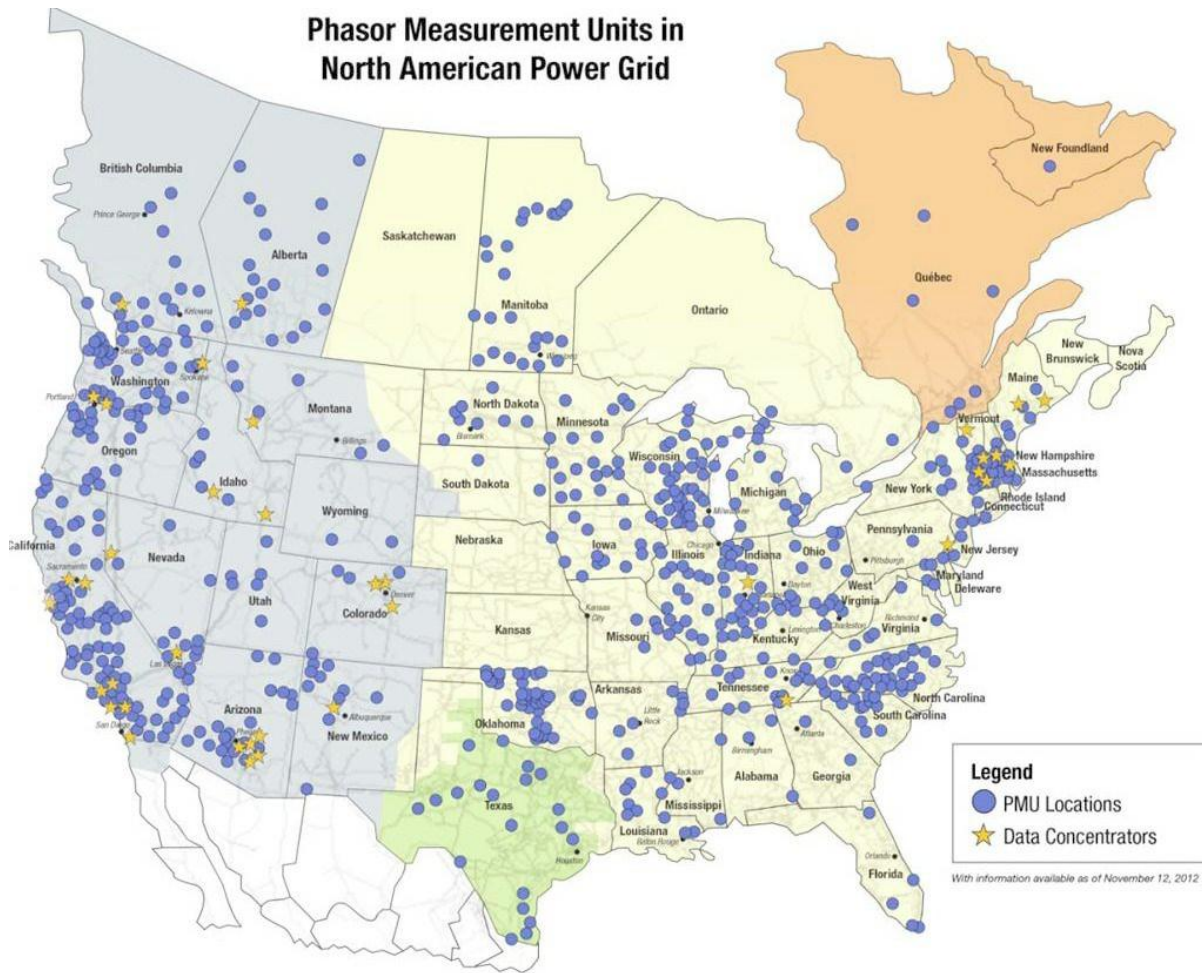 Phasor Measurement Units in
North American Power Grid
British Columbia
Prince George
Alberta
Saskatchewan
Manitoba
Ontario
Québec
New Foundland
Kelowna
Winnipeg
New
Brunswick
Nova
Scotia
Maine
Seattle
Spokane
Washington
Portland
Oregon
Montana
Billings
North Dakota
Bismark
Minnesota
Wisconsin
Vermont
New Hampshire
Massachusetts
Rhode Island
Connecticut
New York
Michigan
Milwaukee
South Dakota
Idaho
Wyoming
California
Nevada
Sacramento
Utah
Colorado
Denver
Nebraska
Iowa
Chicago
Illinois
Indiana
Ohio
Dayton
Pennsylvania
Pittsburgh
New Jersey
Maryland
Deleware
West
Virginia
Charleston
Richmond
Virginia
Kansas
Kansas
City
Missouri
Kentucky
Lexington
Las Vegas
Arizona
San Diego
New Mexico
Albuquerque
Oklahoma
Arkansas
Little
Rock
Tennessee
North Carolina
South Carolina
Atlanta
Birmingham
Jackson
Mississippi
Alabama
Georgia
Texas
Houston
Louisiana
Baton Rouge
Orlando
Florida
Legend
PMU Locations
Data Concentrators
With information available as of November 12, 2012